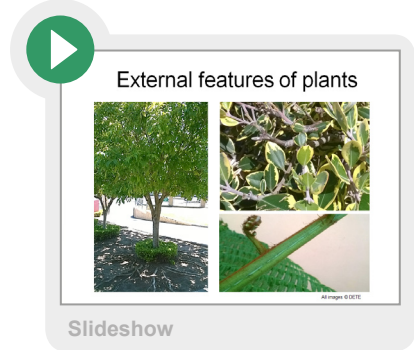 External features of plants
All images © DETE
Slideshow